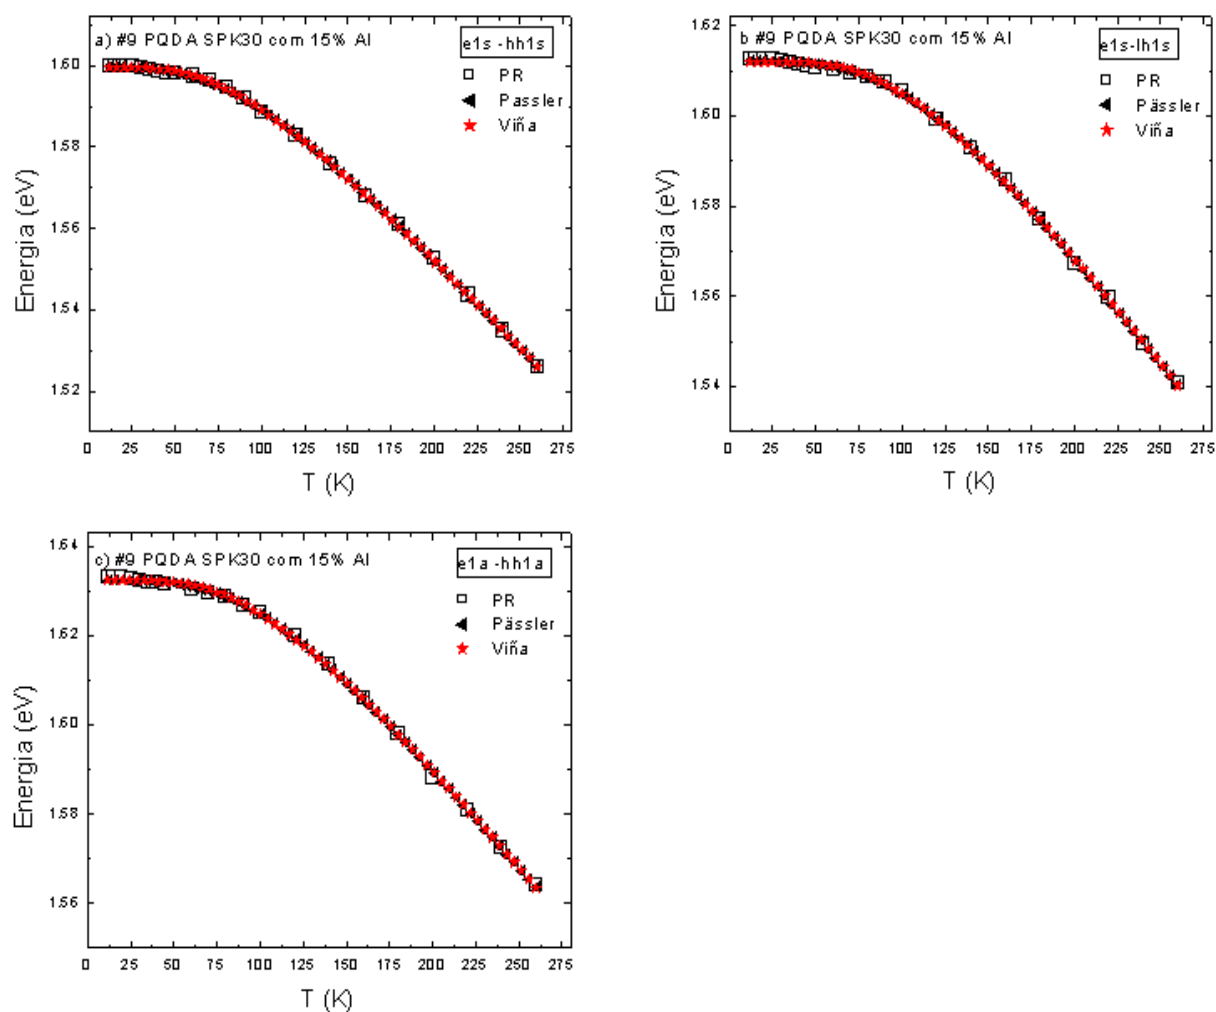 a) #9 PQDA SPK30 com 15% Al
e1s -hh1s
PR
Passler
Viña
1.60
1.58
1.56
1.54
1.52
Energia (eV)
0 25 50 75 100 125 150 175 200 225 250 275
T (K)
b #9 PQDA SPK30 com 15% Al
e1s-lh1s
PR
Pässler
Viña
1.62
1.60
1.58
1.56
1.54
Energia (eV)
0 25 50 75 100 125 150 175 200 225 250 275
T (K)
c) #9 PQDA SPK30 com 15% Al
e1a -hh1a
PR
Pässler
Viña
1.64
1.62
1.60
1.58
1.56
Energia (eV)
0 25 50 75 100 125 150 175 200 225 250 275
T (K)